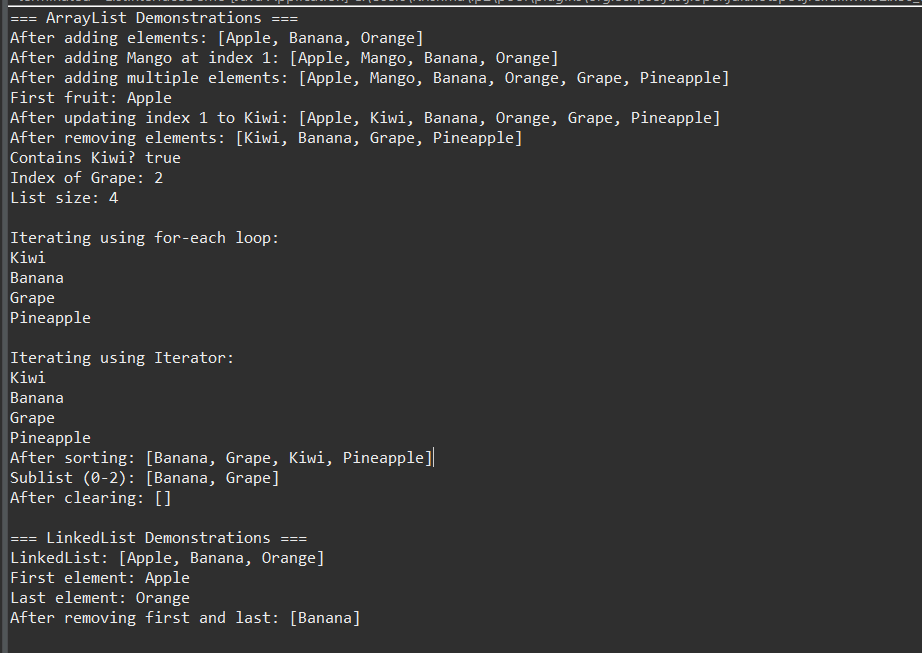 === ArrayList Demonstrations ===
After adding elements: [Apple, Banana, Orange]
After adding Mango at index 1: [Apple, Mango, Banana, Orange]
After adding multiple elements: [Apple, Mango, Banana, Orange, Grape, Pineapple]
First fruit: Apple
After updating index 1 to Kiwi: [Apple, Kiwi, Banana, Orange, Grape, Pineapple]
After removing elements: [Kiwi, Banana, Grape, Pineapple]
Contains Kiwi? true
Index of Grape: 2
List size: 4
Iterating using for-each loop:
Kiwi
Banana
Grape
Pineapple
Iterating using Iterator:
Kiwi
Banana
Grape
Pineapple
After sorting: [Banana, Grape, Kiwi, Pineapple]
Sublist (0-2): [Banana, Grape]
After clearing: []
=== LinkedList Demonstrations ===
LinkedList: [Apple, Banana, Orange]
First element: Apple
Last element: Orange
After removing first and last: [Banana]